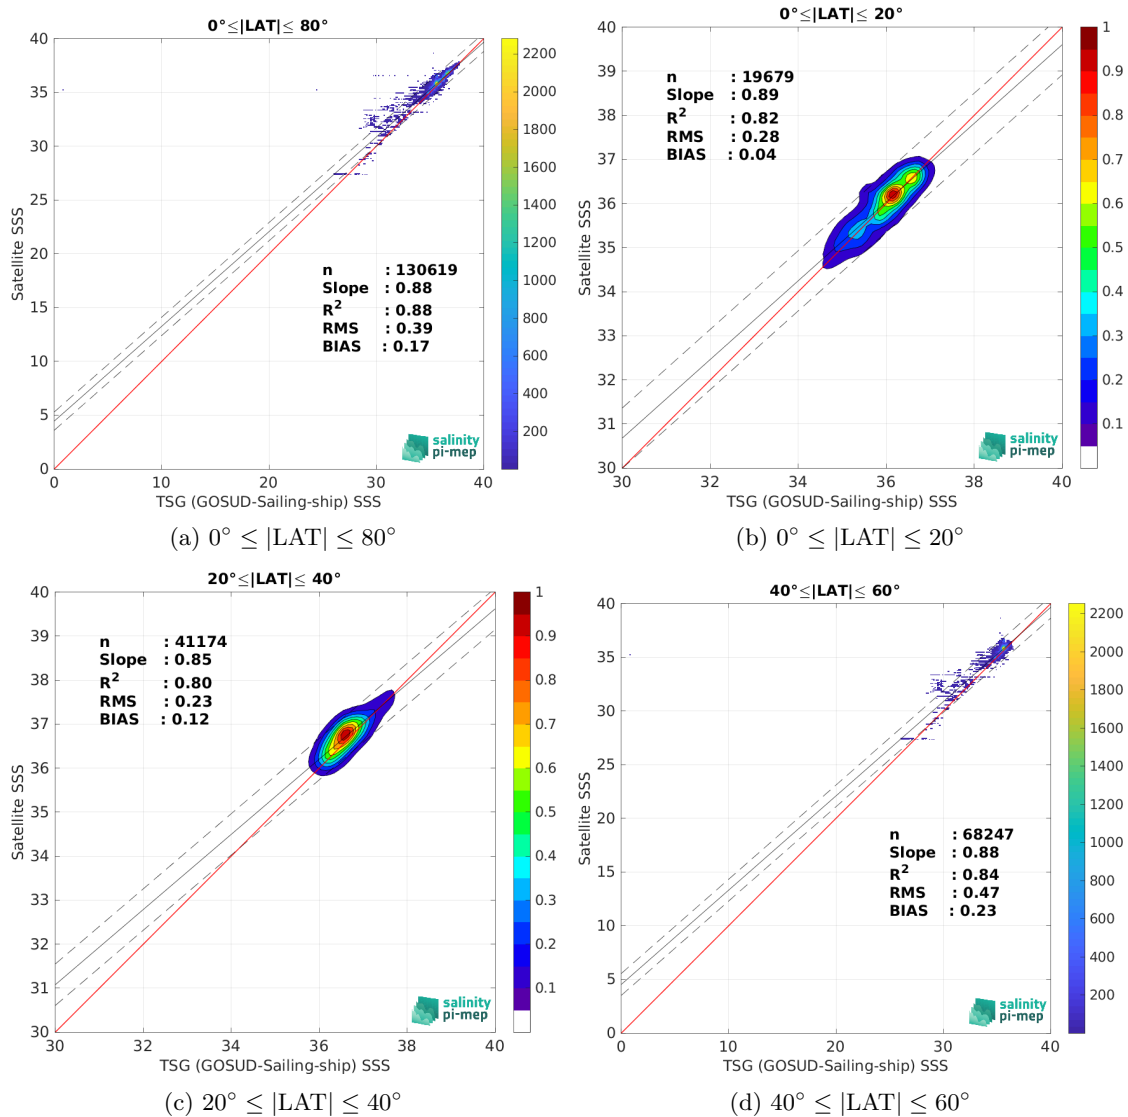 0°≤|LAT|≤ 80°
40
35
30
25
20
15
10
5
0
Satellite SSS
n : 130619
Slope : 0.88
R² : 0.88
RMS : 0.39
BIAS : 0.17
salinity
pi-mep
0 10 20 30 40
TSG (GOSUD-Sailing-ship) SSS
2200
2000
1800
1600
1400
1200
1000
800
600
400
200
(a) 0° ≤ |LAT| ≤ 80°
0°≤|LAT|≤ 20°
40
39
38
37
36
35
34
33
32
31
30
Satellite SSS
n : 19679
Slope : 0.89
R² : 0.82
RMS : 0.28
BIAS : 0.04
salinity
pi-mep
30 32 34 36 38 40
TSG (GOSUD-Sailing-ship) SSS
1
0.9
0.8
0.7
0.6
0.5
0.4
0.3
0.2
0.1
(b) 0° ≤ |LAT| ≤ 20°
20°≤|LAT|≤ 40°
40
39
38
37
36
35
34
33
32
31
30
Satellite SSS
n : 41174
Slope : 0.85
R² : 0.80
RMS : 0.23
BIAS : 0.12
salinity
pi-mep
30 32 34 36 38 40
TSG (GOSUD-Sailing-ship) SSS
1
0.9
0.8
0.7
0.6
0.5
0.4
0.3
0.2
0.1
(c) 20° ≤ |LAT| ≤ 40°
40°≤|LAT|≤ 60°
40
35
30
25
20
15
10
5
0
Satellite SSS
n : 68247
Slope : 0.88
R² : 0.84
RMS : 0.47
BIAS : 0.23
salinity
pi-mep
0 10 20 30 40
TSG (GOSUD-Sailing-ship) SSS
2200
2000
1800
1600
1400
1200
1000
800
600
400
200
(d) 40° ≤ |LAT| ≤ 60°